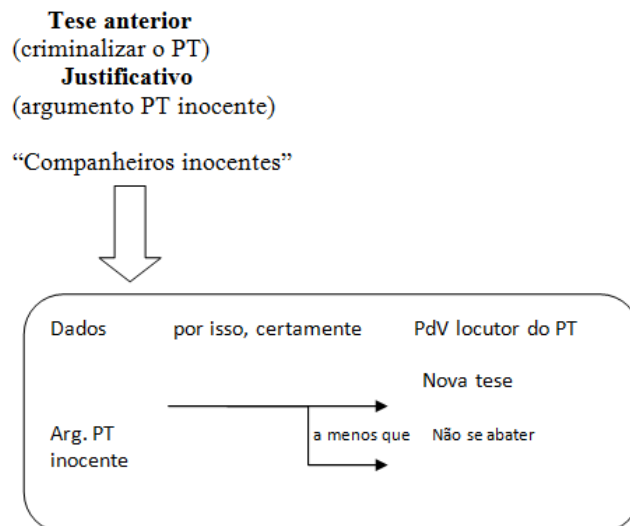 Tese anterior
(criminalizar o PT)
Justificativo
(argumento PT inocente)
“Companheiros inocentes”
Dados por isso, certamente PdV locutor do PT
Nova tese
Arg. PT a menos que Não se abater
inocente